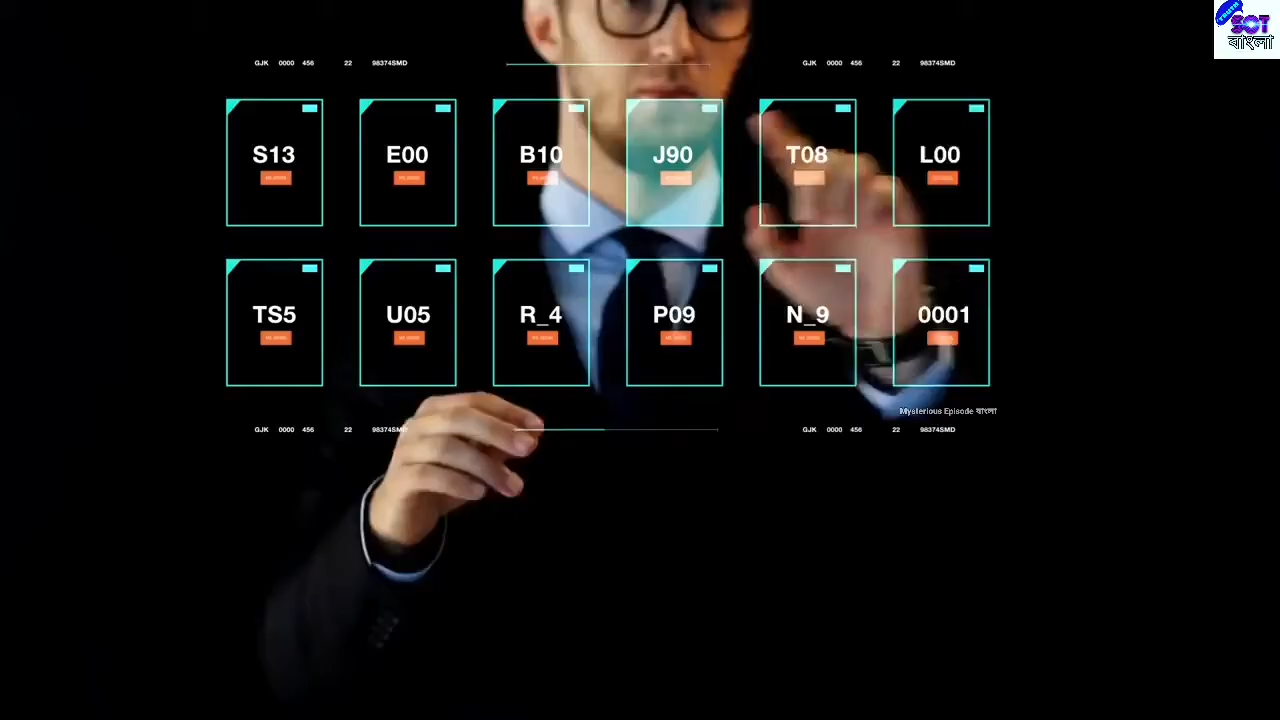 TRUTH
SOT
বাংলা
GJK 0000 456 22 98374SMD GJK 0000 456 22 98374SMD
S13 E00 B10 J90 T08 L00
TS5 U05 R_4 P09 N_9 0001
Mysterious Episode বাংলা
GJK 0000 456 22 98374SMD GJK 0000 456 22 98374SMD